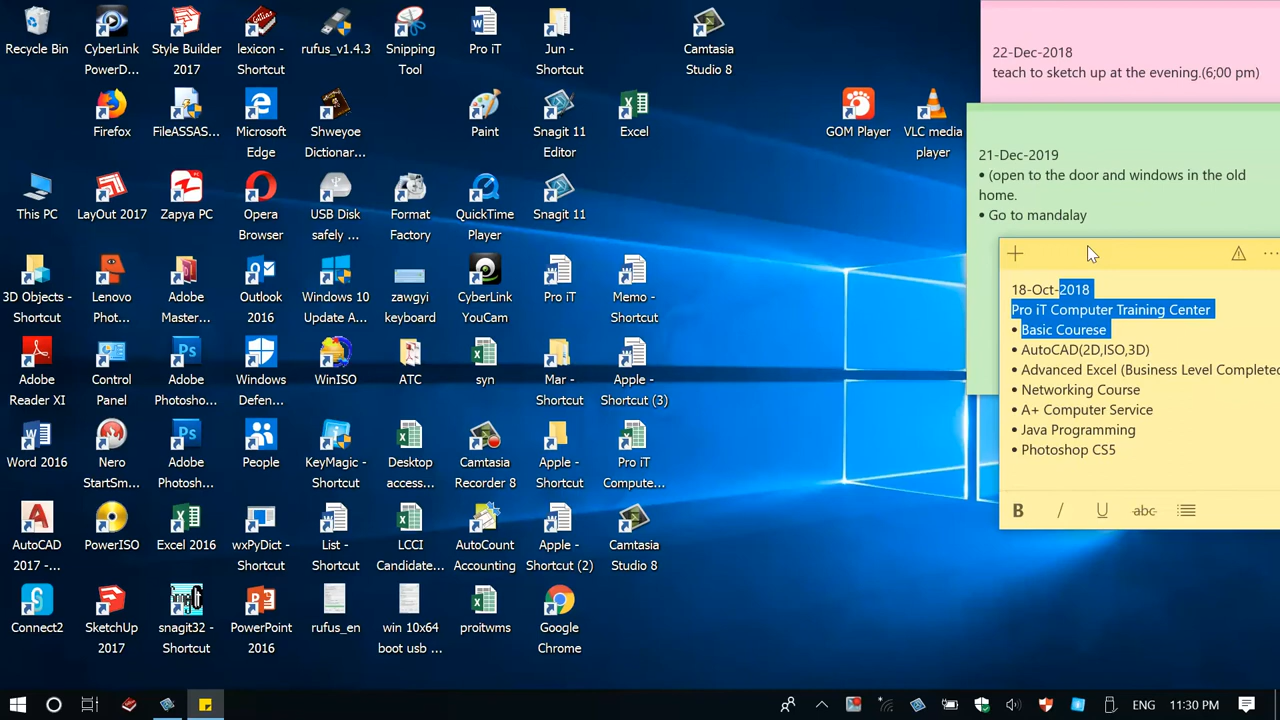 Recycle Bin
CyberLink PowerD...
Style Builder 2017
lexicon - Shortcut
rufus_v1.4.3
Snipping Tool
Pro iT
Jun - Shortcut
Camtasia Studio 8
Firefox
FileASSAS...
Microsoft Edge
Shweyoe Dictionar...
Paint
Snagit 11 Editor
Excel
GOM Player
VLC media player
This PC
LayOut 2017
Zapya PC
Opera Browser
USB Disk safely ...
Format Factory
QuickTime Player
Snagit 11
3D Objects - Shortcut
Lenovo Phot...
Adobe Master...
Outlook 2016
Windows 10 Update A...
zawgyi keyboard
CyberLink YouCam
Pro iT
Memo - Shortcut
Adobe Reader XI
Control Panel
Adobe Photosho...
Windows Defen...
WinISO
ATC
syn
Mar - Shortcut
Apple - Shortcut (3)
Word 2016
Nero StartSm...
Adobe Photosh...
People
KeyMagic - Shortcut
Desktop access...
Camtasia Recorder 8
Apple - Shortcut
Pro iT Compute...
AutoCAD 2017 -...
PowerISO
Excel 2016
wxPyDict - Shortcut
List - Shortcut
LCCI Candidate...
AutoCount Accounting
Apple - Shortcut (2)
Camtasia Studio 8
Connect2
SketchUp 2017
snagit32 - Shortcut
PowerPoint 2016
rufus_en
win 10x64 boot usb ...
proitwms
Google Chrome
22-Dec-2018
teach to sketch up at the evening.(6;00 pm)
21-Dec-2019
• (open to the door and windows in the old
home.
• Go to mandalay
18-Oct-2018
Pro iT Computer Training Center
• Basic Courese
• AutoCAD(2D,ISO,3D)
• Advanced Excel (Business Level Completed
• Networking Course
• A+ Computer Service
• Java Programming
• Photoshop CS5
B / U abc
ENG
11:30 PM